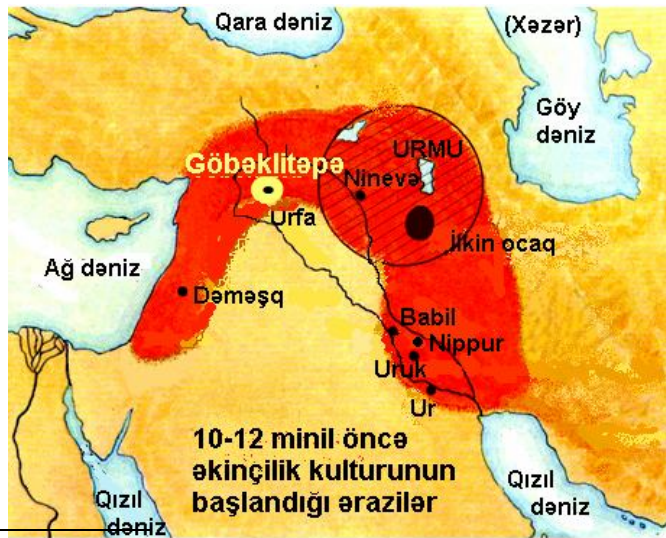 Qara dəniz
(Xəzər)
Göy
dəniz
Göbəklitəpə
URMU
Ninevə
Urfa
İlkin ocaq
Ağ dəniz
Dəməşq
Babil
Nippur
Uruk
Ur
10-12 minil öncə
əkinçilik kulturunun
başlandığı ərazilər
Qızıl
dəniz
Qızıl
dəniz